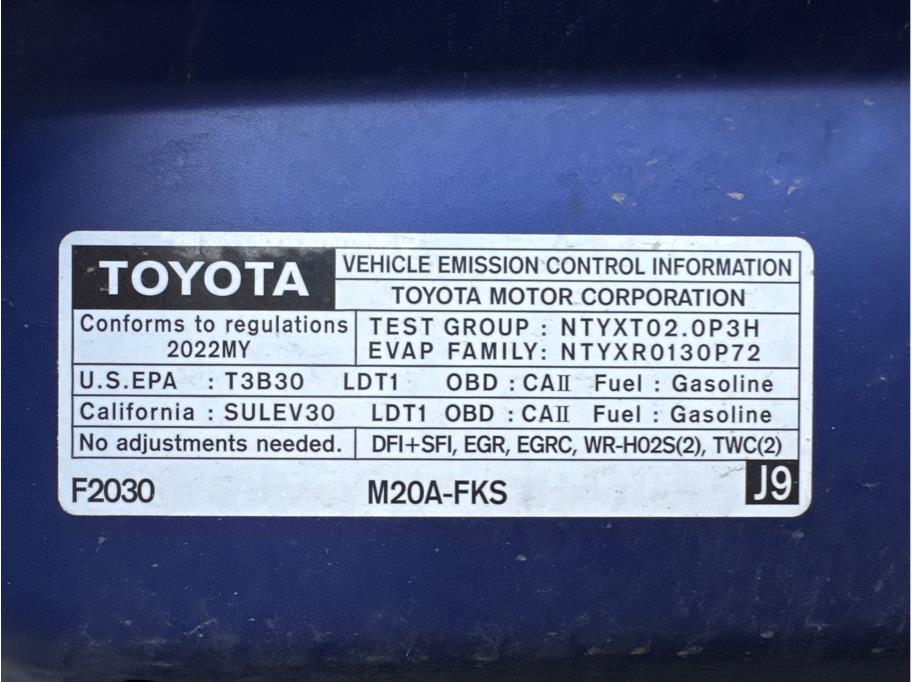 TOYOTA
VEHICLE EMISSION CONTROL INFORMATION
TOYOTA MOTOR CORPORATION
Conforms to regulations
2022MY
TEST GROUP : NTYXT02.0P3H
EVAP FAMILY: NTYXR0130P72
U.S.EPA : T3B30 LDT1 OBD : CAII Fuel : Gasoline
California : SULEV30 LDT1 OBD : CAII Fuel : Gasoline
No adjustments needed. DFI+SFI, EGR, EGRC, WR-HO2S(2), TWC(2)
F2030 M20A-FKS J9